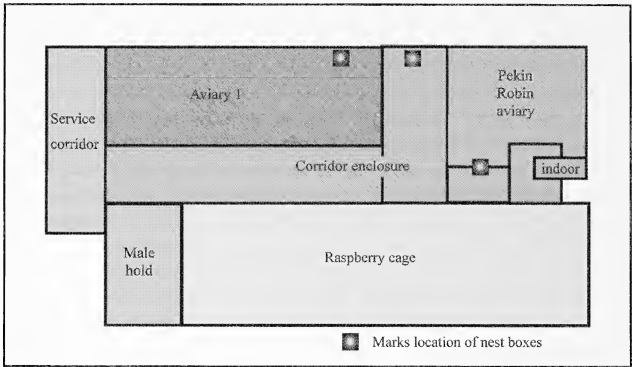 Service
corridor
Aviary 1
Pekin
Robin
aviary
Corridor enclosure
indoor
Male
hold
Raspberry cage
Marks location of nest boxes